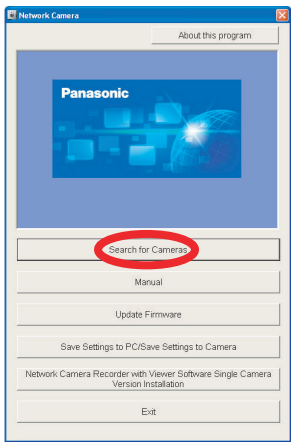 Network Camera
About this program
Panasonic
Search for Cameras
Manual
Update Firmware
Save Settings to PC/Save Settings to Camera
Network Camera Recorder with Viewer Software Single Camera
Version Installation
Exit